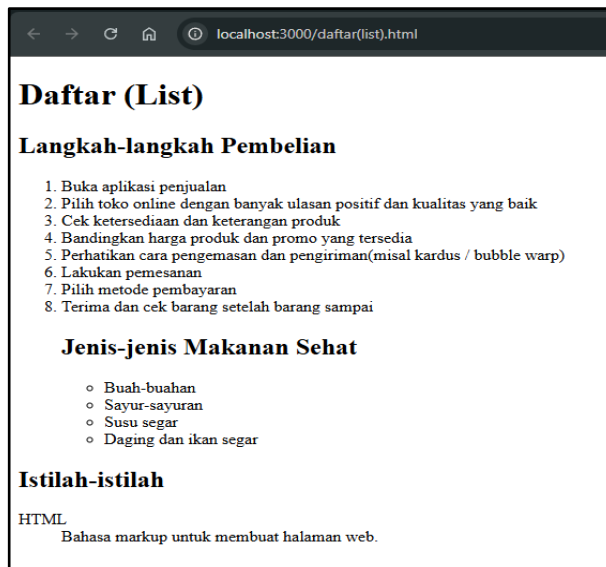 localhost:3000/daftar(list).html
Daftar (List)
Langkah-langkah Pembelian
1. Buka aplikasi penjualan
2. Pilih toko online dengan banyak ulasan positif dan kualitas yang baik
3. Cek ketersediaan dan keterangan produk
4. Bandingkan harga produk dan promo yang tersedia
5. Perhatikan cara pengemasan dan pengiriman(misal kardus / bubble warp)
6. Lakukan pemesanan
7. Pilih metode pembayaran
8. Terima dan cek barang setelah barang sampai
Jenis-jenis Makanan Sehat
Buah-buahan
Sayur-sayuran
Susu segar
Daging dan ikan segar
Istilah-istilah
HTML
Bahasa markup untuk membuat halaman web.